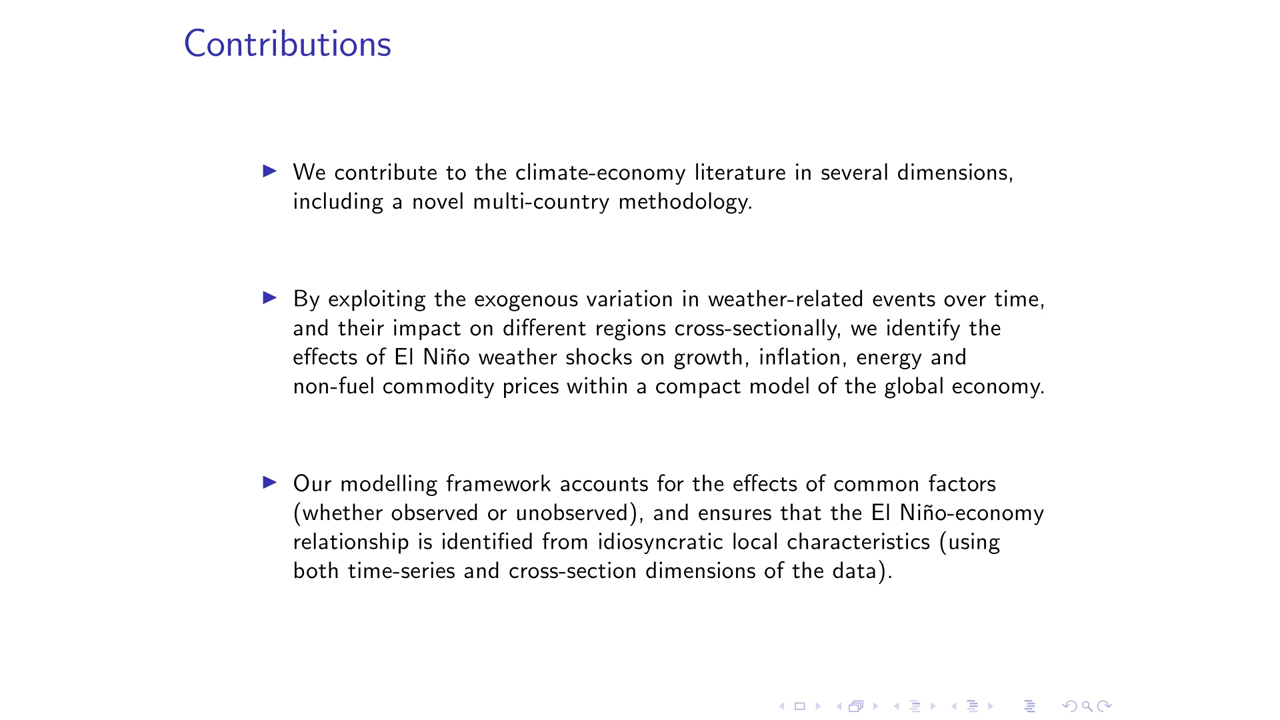 Contributions
We contribute to the climate-economy literature in several dimensions,
including a novel multi-country methodology.
By exploiting the exogenous variation in weather-related events over time,
and their impact on different regions cross-sectionally, we identify the
effects of El Niño weather shocks on growth, inflation, energy and
non-fuel commodity prices within a compact model of the global economy.
Our modelling framework accounts for the effects of common factors
(whether observed or unobserved), and ensures that the El Niño-economy
relationship is identified from idiosyncratic local characteristics (using
both time-series and cross-section dimensions of the data).